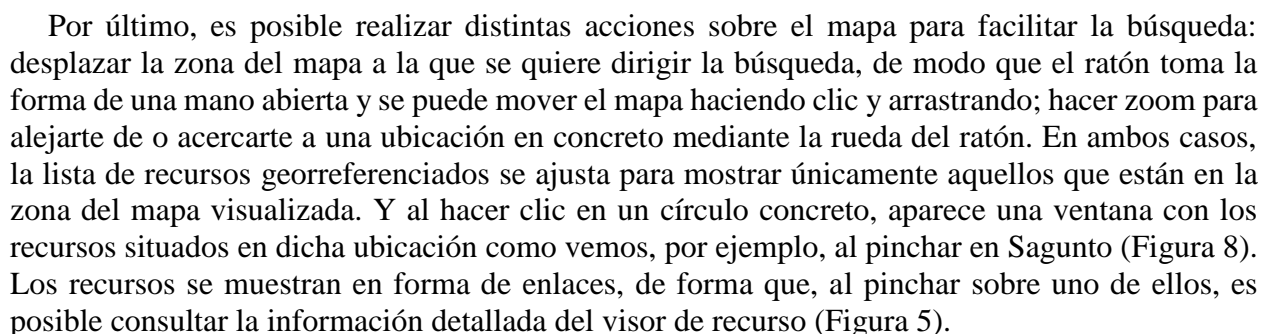 Por último, es posible realizar distintas acciones sobre el mapa para facilitar la búsqueda:
desplazar la zona del mapa a la que se quiere dirigir la búsqueda, de modo que el ratón toma la
forma de una mano abierta y se puede mover el mapa haciendo clic y arrastrando; hacer zoom para
alejarte de o acercarte a una ubicación en concreto mediante la rueda del ratón. En ambos casos,
la lista de recursos georreferenciados se ajusta para mostrar únicamente aquellos que están en la
zona del mapa visualizada. Y al hacer clic en un círculo concreto, aparece una ventana con los
recursos situados en dicha ubicación como vemos, por ejemplo, al pinchar en Sagunto (Figura 8).
Los recursos se muestran en forma de enlaces, de forma que, al pinchar sobre uno de ellos, es
posible consultar la información detallada del visor de recurso (Figura 5).